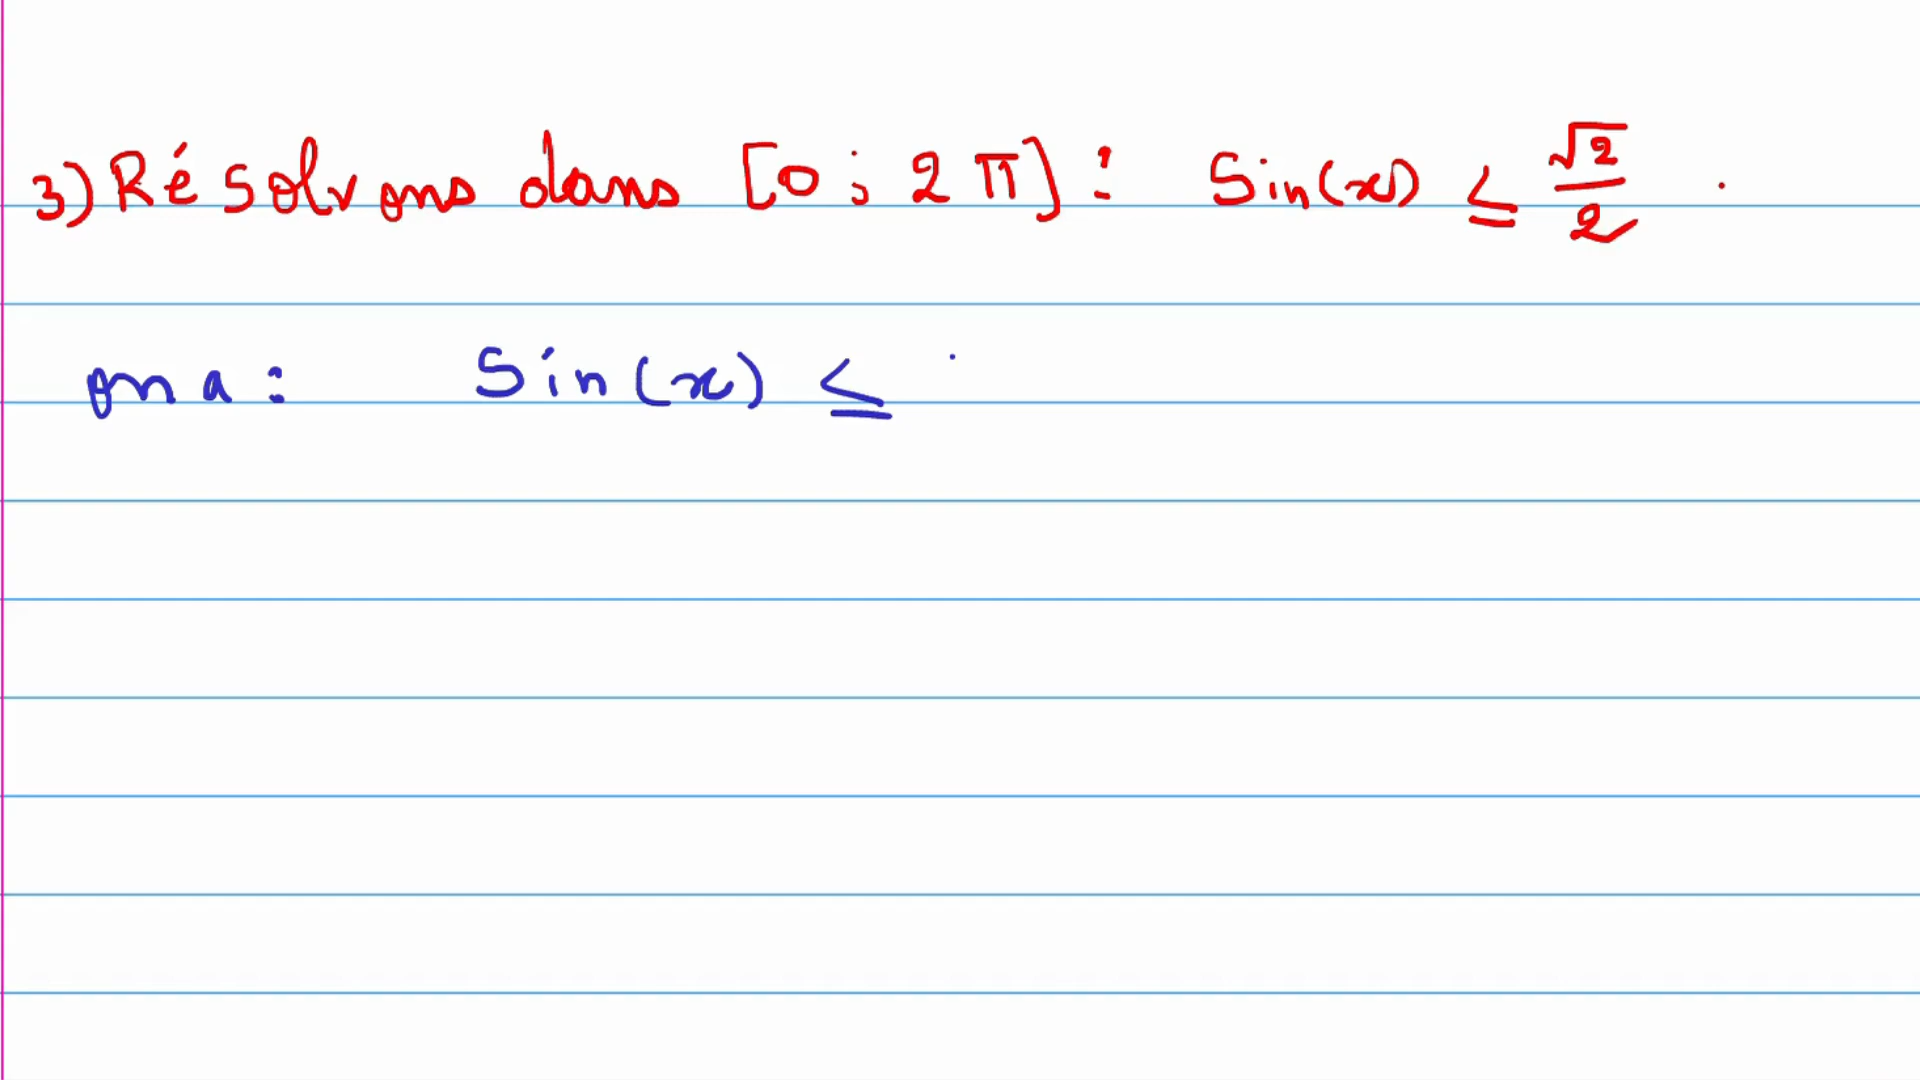 3) Résolvons dans [0 ; 2π] : Sin(x) ≤ √2/2 .
on a : Sin(x) ≤